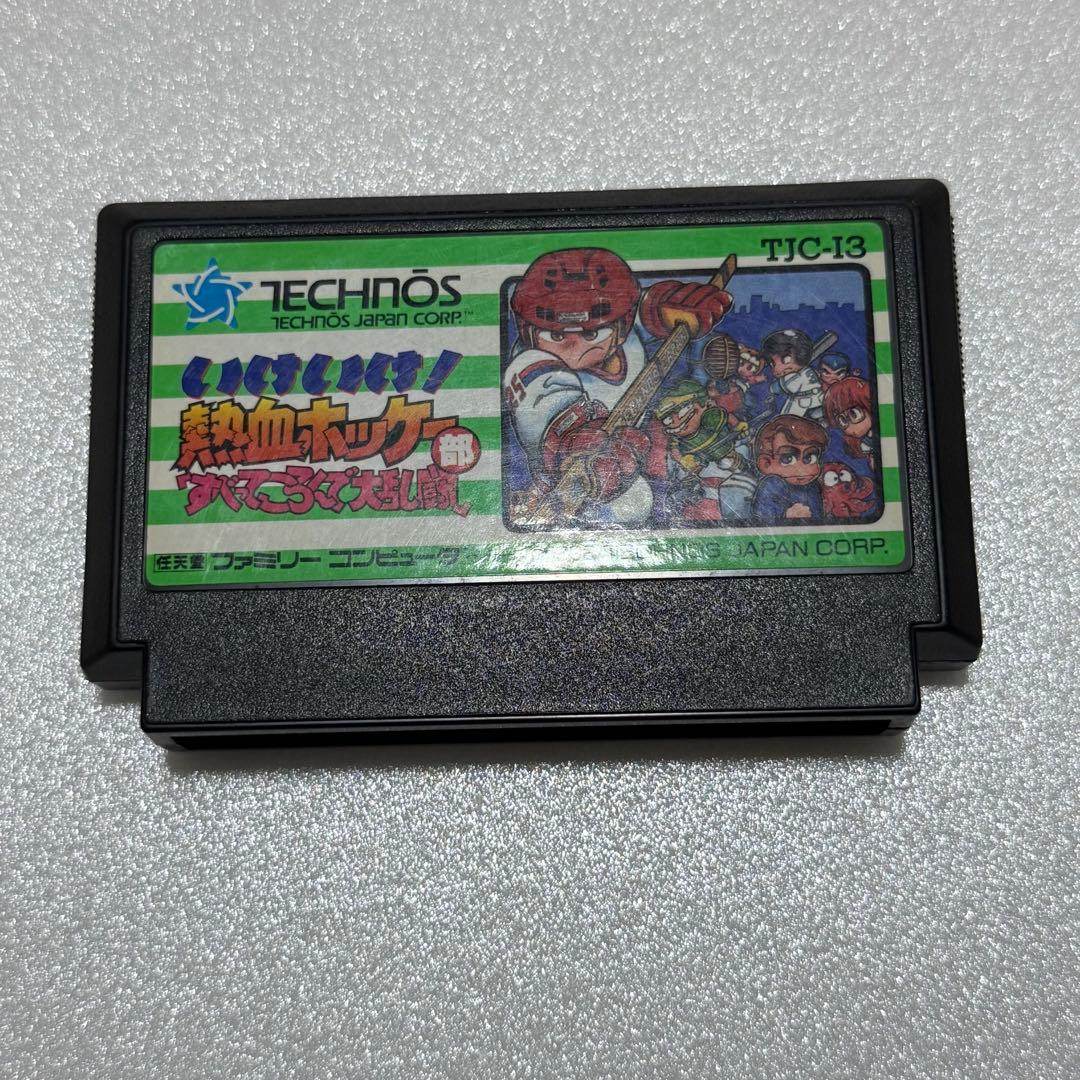 TECHNŌS
TECHNŌS JAPAN CORP.™
TJC-I3
いけいけ!
熱血ホッケー部
すべってころんで大乱闘
任天堂 ファミリー コンピュータ
JAPAN CORP.